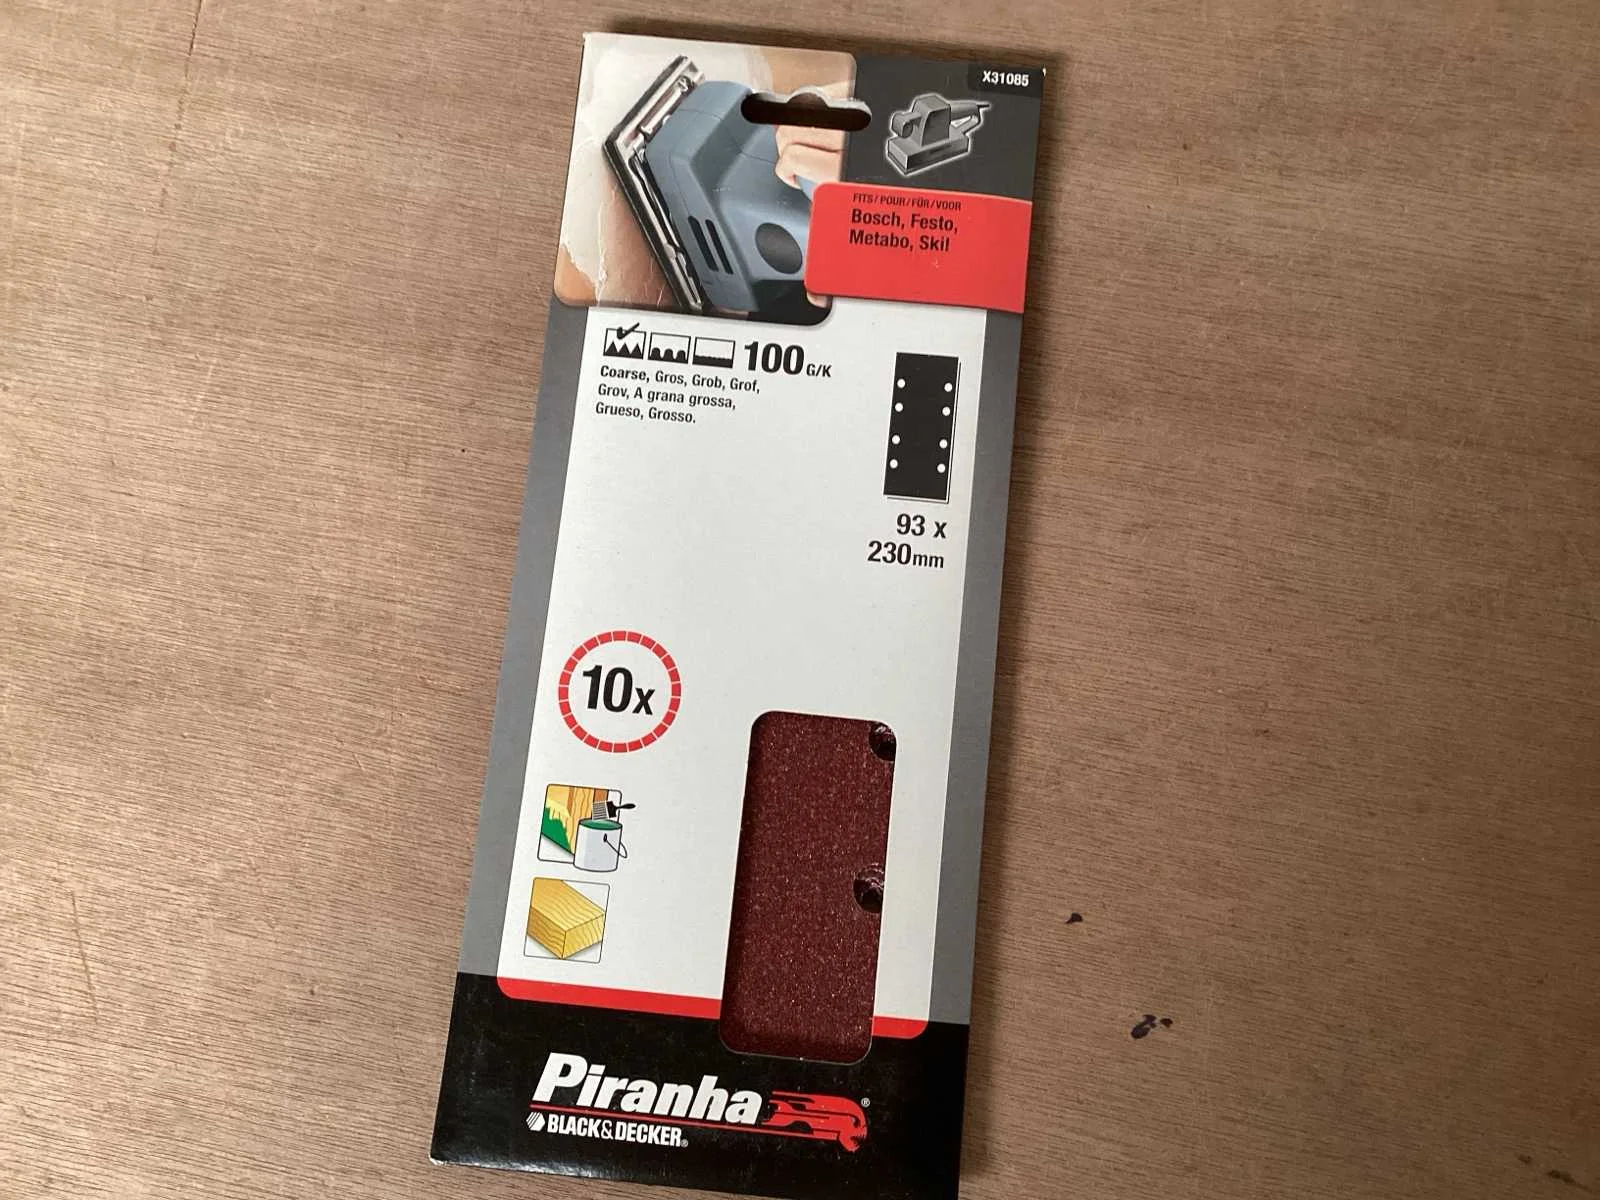 X31085
FITS/POUR/FÜR/VOOR
Bosch, Festo,
Metabo, Skil
100 G/K
Coarse, Gros, Grob, Grof,
Grov, A grana grossa,
Grueso, Grosso.
93 x
230mm
10x
Piranha®
BLACK&DECKER®